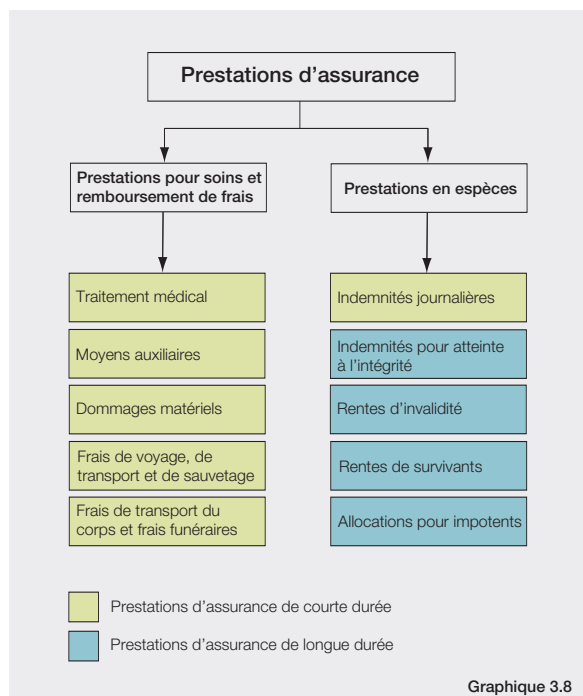 Prestations d'assurance
Prestations pour soins et
remboursement de frais
Prestations en espèces
Traitement médical
Moyens auxiliaires
Dommages matériels
Frais de voyage, de
transport et de sauvetage
Frais de transport du
corps et frais funéraires
Indemnités journalières
Indemnités pour atteinte
à l'intégrité
Rentes d'invalidité
Rentes de survivants
Allocations pour impotents
Prestations d'assurance de courte durée
Prestations d'assurance de longue durée
Graphique 3.8